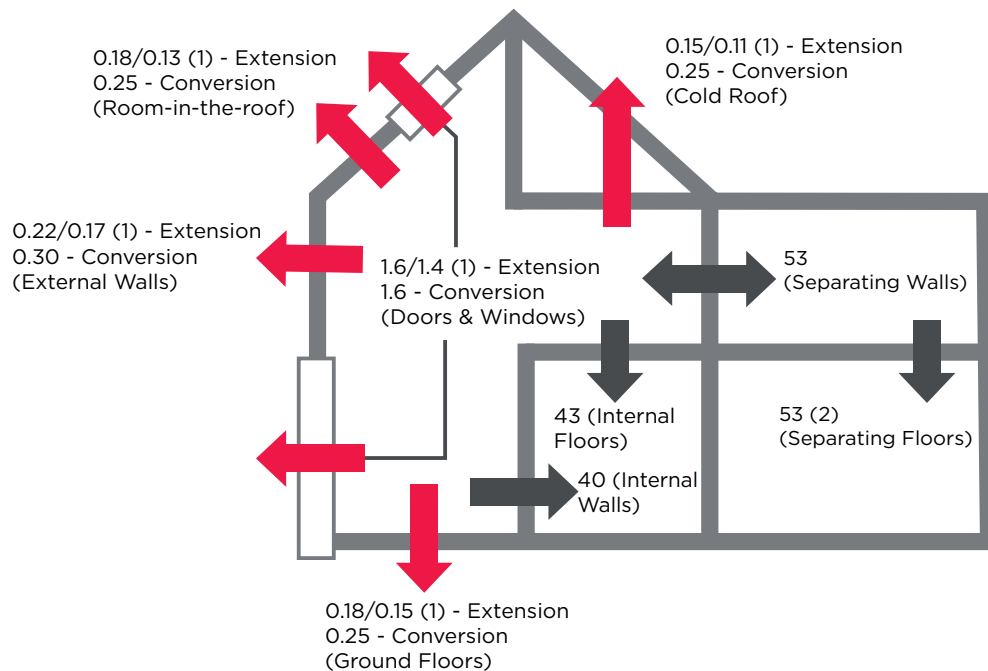 0.18/0.13 (1) - Extension
0.25 - Conversion
(Room-in-the-roof)
0.15/0.11 (1) - Extension
0.25 - Conversion
(Cold Roof)
0.22/0.17 (1) - Extension
0.30 - Conversion
(External Walls)
1.6/1.4 (1) - Extension
1.6 - Conversion
(Doors & Windows)
53
(Separating Walls)
43 (Internal
Floors)
53 (2)
(Separating Floors)
40 (Internal
Walls)
0.18/0.15 (1) - Extension
0.25 - Conversion
(Ground Floors)